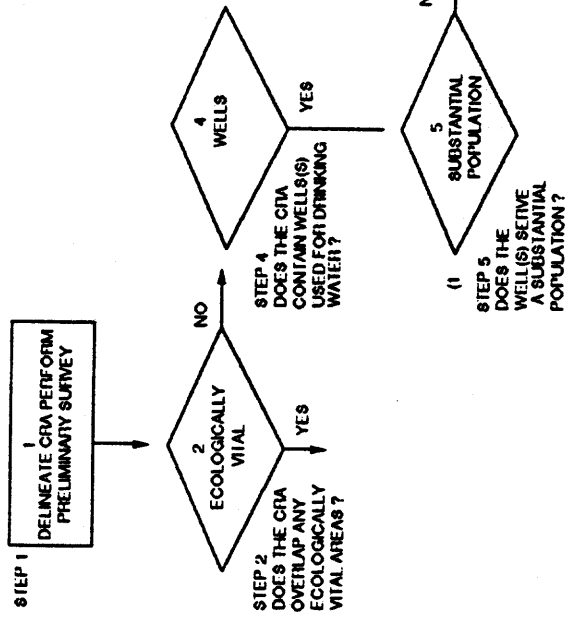 STEP 1
1
DELINEATE CRA PERFORM
PRELIMINARY SURVEY
2
ECOLOGICALLY
VITAL
STEP 2
DOES THE CRA
OVERLAP ANY
ECOLOGICALLY
VITAL AREAS ?
YES
NO
4
WELLS
STEP 4
DOES THE CRA
CONTAIN WELLS(S)
USED FOR DRINKING
WATER ?
YES
5
SUBSTANTIAL
POPULATION
(1
STEP 5
DOES THE
WELL(S) SERVE
A SUBSTANTIAL
POPULATION ?